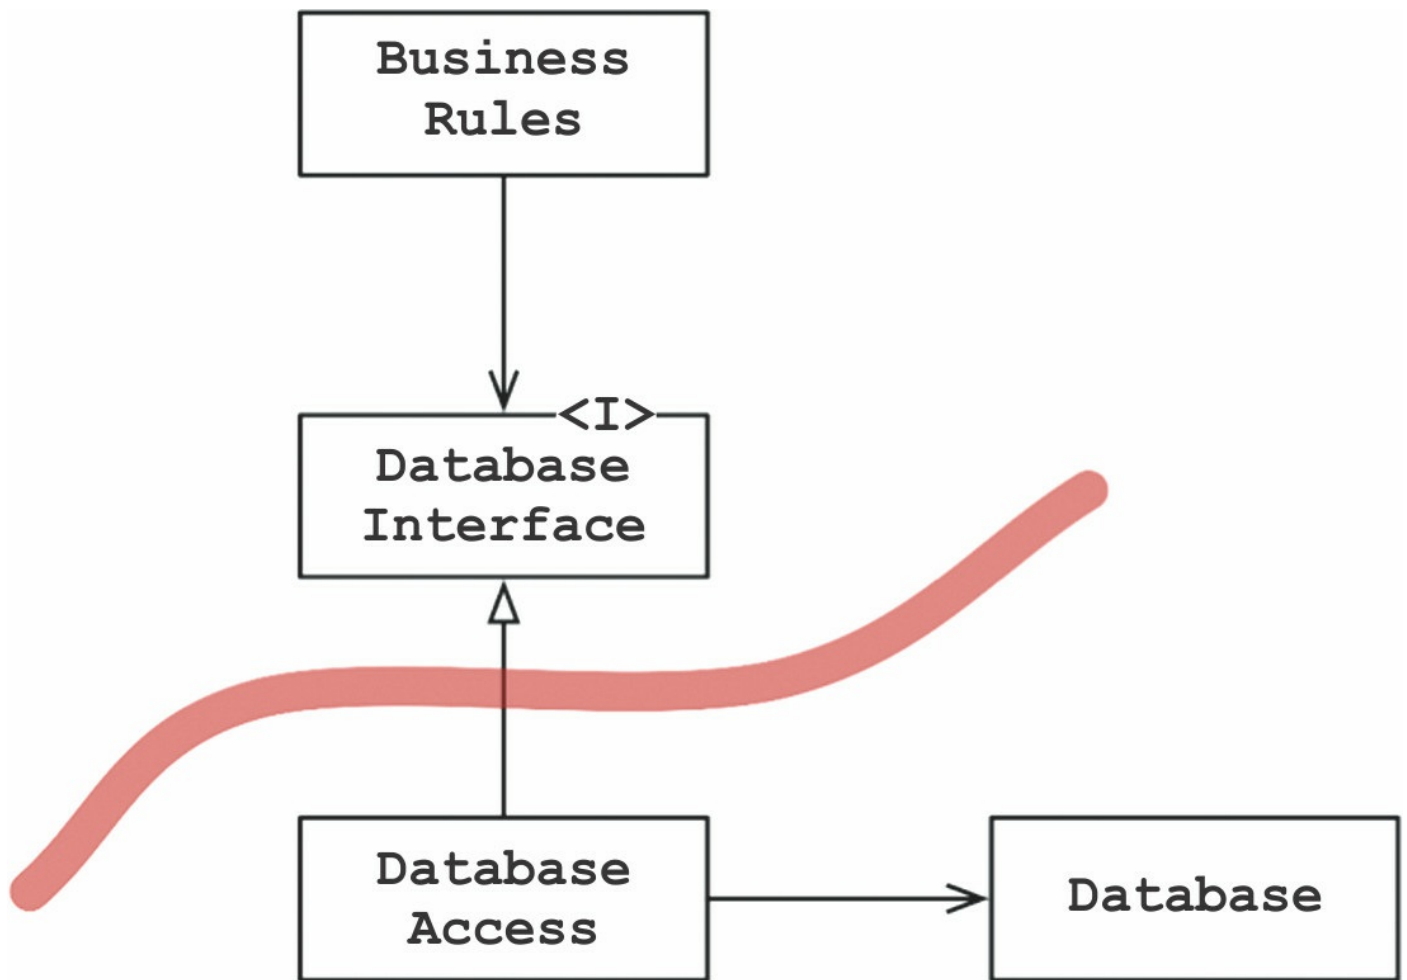 Business
Rules
<I>
Database
Interface
Database
Access
Database